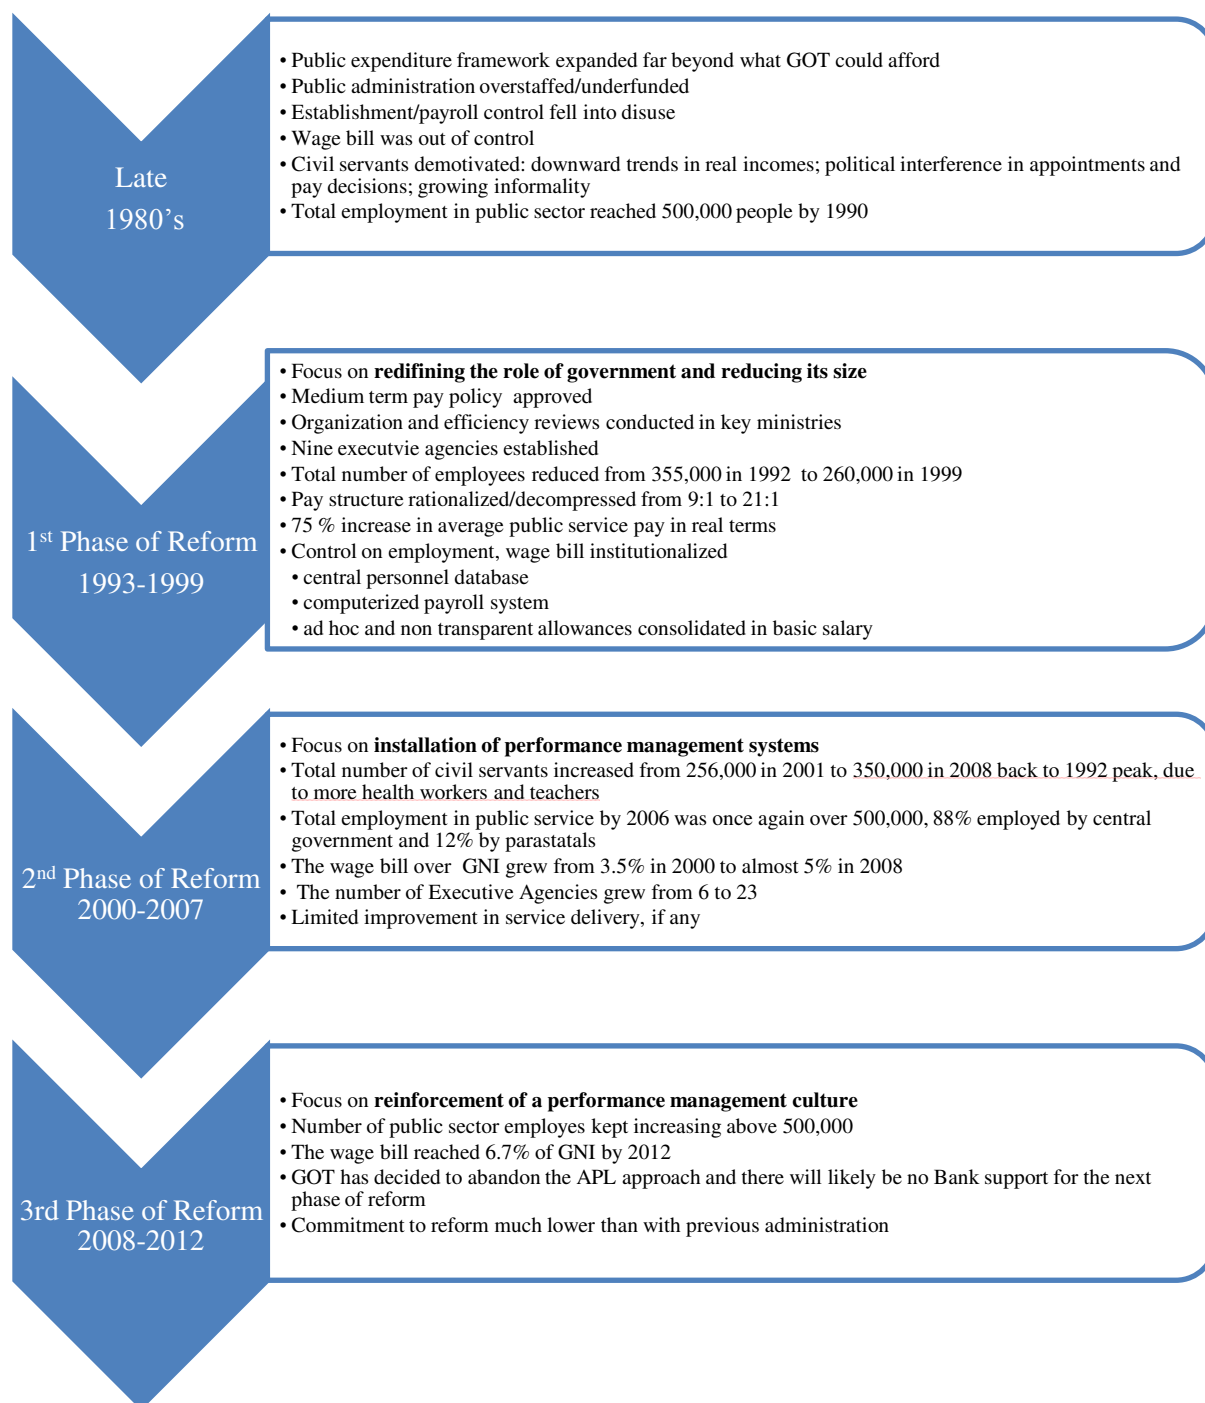 Late
1980’s
• Public expenditure framework expanded far beyond what GOT could afford
• Public administration overstaffed/underfunded
• Establishment/payroll control fell into disuse
• Wage bill was out of control
• Civil servants demotivated: downward trends in real incomes; political interference in appointments and
pay decisions; growing informality
• Total employment in public sector reached 500,000 people by 1990
1st Phase of Reform
1993-1999
• Focus on redifining the role of government and reducing its size
• Medium term pay policy approved
• Organization and efficiency reviews conducted in key ministries
• Nine executvie agencies established
• Total number of employees reduced from 355,000 in 1992 to 260,000 in 1999
• Pay structure rationalized/decompressed from 9:1 to 21:1
• 75 % increase in average public service pay in real terms
• Control on employment, wage bill institutionalized
• central personnel database
• computerized payroll system
• ad hoc and non transparent allowances consolidated in basic salary
2nd Phase of Reform
2000-2007
• Focus on installation of performance management systems
• Total number of civil servants increased from 256,000 in 2001 to 350,000 in 2008 back to 1992 peak, due
to more health workers and teachers
• Total employment in public service by 2006 was once again over 500,000, 88% employed by central
government and 12% by parastatals
• The wage bill over GNI grew from 3.5% in 2000 to almost 5% in 2008
• The number of Executive Agencies grew from 6 to 23
• Limited improvement in service delivery, if any
3rd Phase of Reform
2008-2012
• Focus on reinforcement of a performance management culture
• Number of public sector employes kept increasing above 500,000
• The wage bill reached 6.7% of GNI by 2012
• GOT has decided to abandon the APL approach and there will likely be no Bank support for the next
phase of reform
• Commitment to reform much lower than with previous administration